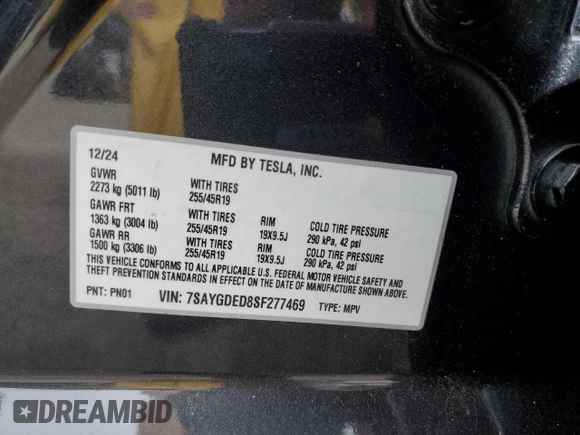 12/24 MFD BY TESLA, INC.
GVWR
2273 kg (5011 lb) WITH TIRES 255/45R19
GAWR FRT
1363 kg (3004 lb) WITH TIRES 255/45R19 RIM 19X9.5J COLD TIRE PRESSURE 290 kPa, 42 psi
GAWR RR
1500 kg (3306 lb) WITH TIRES 255/45R19 RIM 19X9.5J COLD TIRE PRESSURE 290 kPa, 42 psi
THIS VEHICLE CONFORMS TO ALL APPLICABLE U.S. FEDERAL MOTOR VEHICLE SAFETY AND
THEFT PREVENTION STANDARDS IN EFFECT ON THE DATE OF MANUFACTURE SHOWN ABOVE.
PNT: PN01 VIN: 7SAYGDED8SF277469 TYPE: MPV
DREAMBID